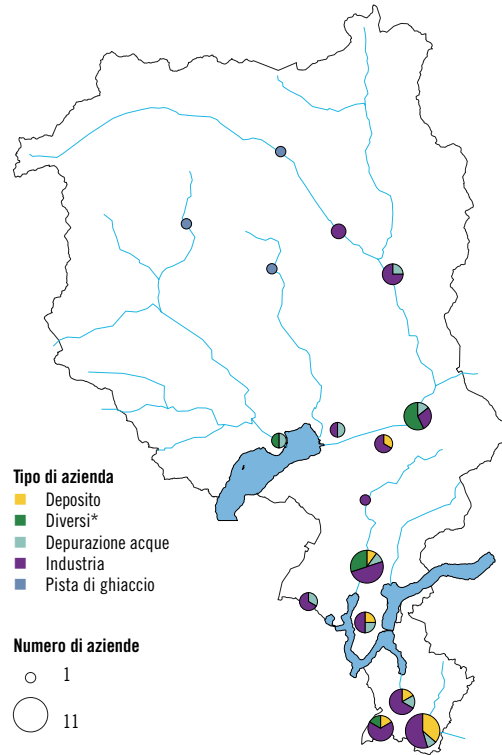 Tipo di azienda
Deposito
Diversi*
Depurazione acque
Industria
Pista di ghiaccio
Numero di aziende
1
11